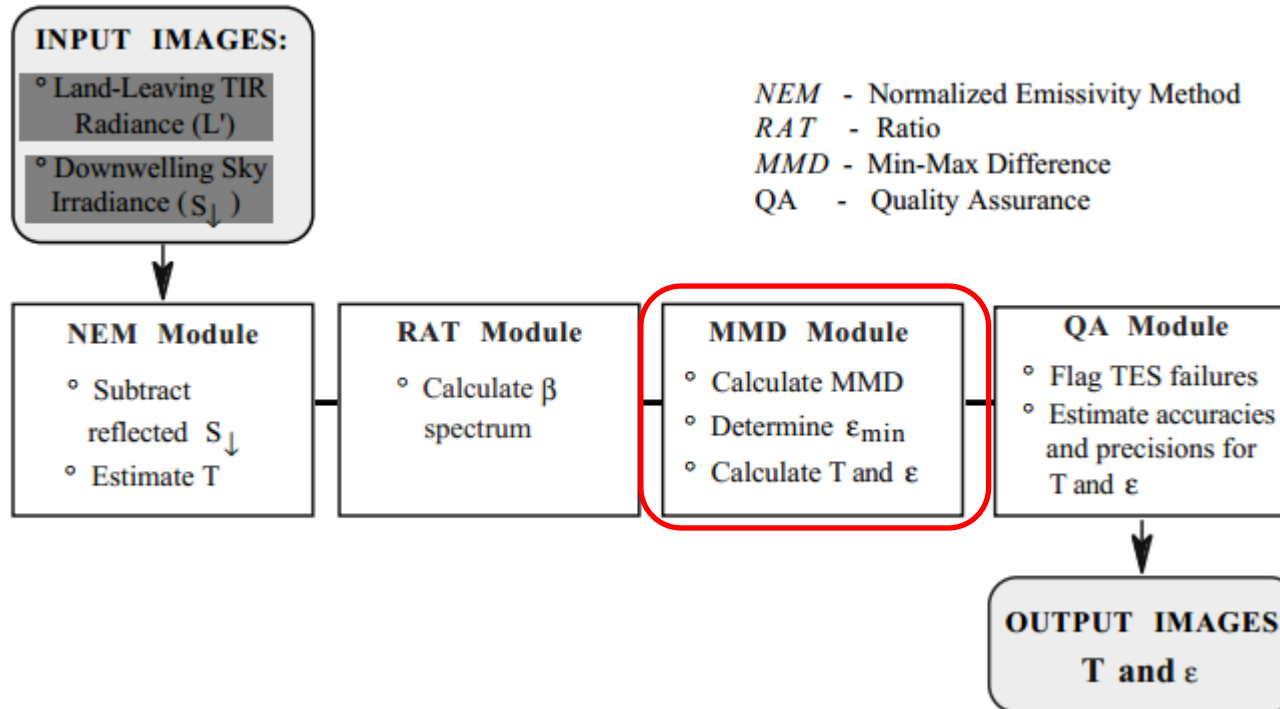 INPUT IMAGES:
° Land-Leaving TIR
Radiance (L')
° Downwelling Sky
Irradiance (S↓)
NEM - Normalized Emissivity Method
RAT - Ratio
MMD - Min-Max Difference
QA - Quality Assurance
NEM Module
° Subtract
reflected S↓
° Estimate T
RAT Module
° Calculate β
spectrum
MMD Module
° Calculate MMD
° Determine εmin
° Calculate T and ε
QA Module
° Flag TES failures
° Estimate accuracies
and precisions for
T and ε
OUTPUT IMAGES
T and ε